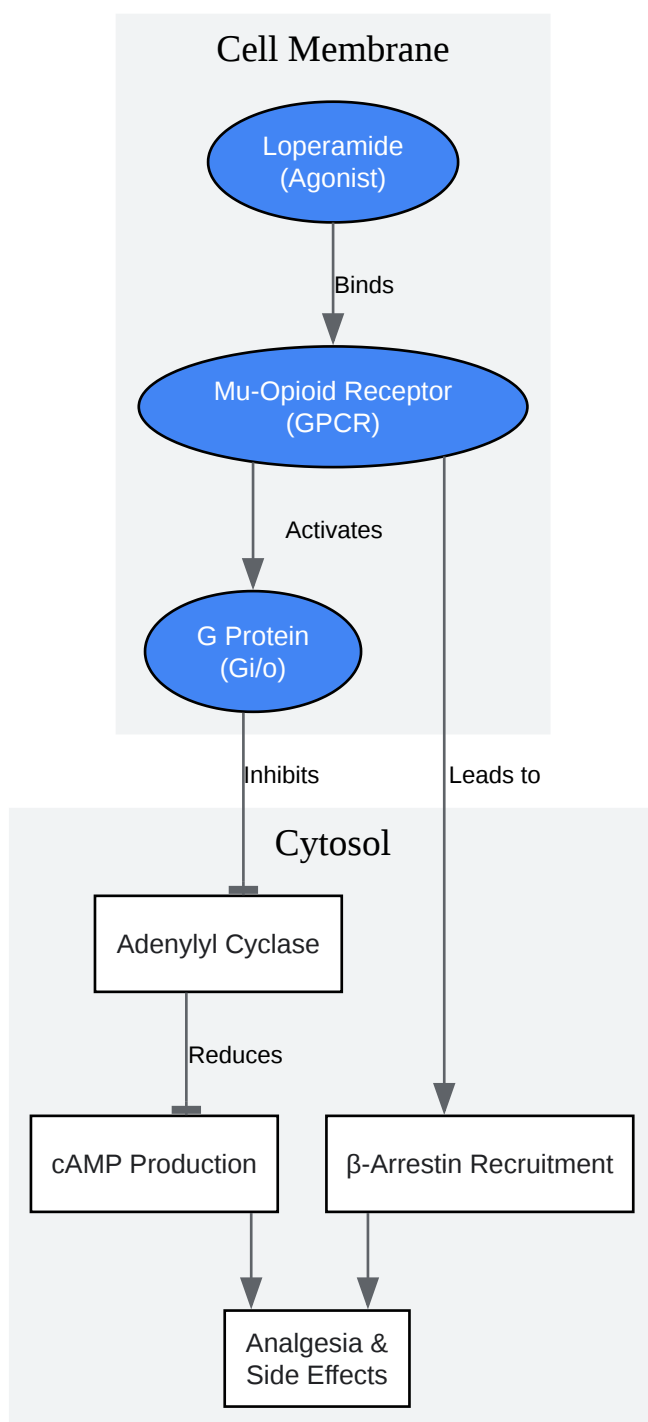 Cell Membrane
Loperamide
(Agonist)
Binds
Mu-Opioid Receptor
(GPCR)
Activates
G Protein
(Gi/o)
Inhibits
Leads to
Cytosol
Adenylyl Cyclase
Reduces
cAMP Production
β-Arrestin Recruitment
Analgesia &
Side Effects